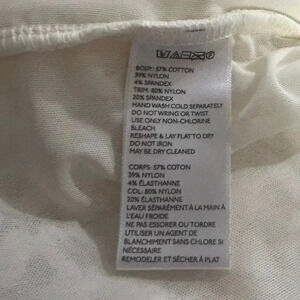 BODY: 57% COTTON
39% NYLON
4% SPANDEX
TRIM: 80% NYLON
20% SPANDEX
HAND WASH COLD SEPARATELY
DO NOT WRING OR TWIST
USE ONLY NON-CHLORINE
BLEACH
RESHAPE & LAY FLAT TO DRY
DO NOT IRON
MAY BE DRY CLEANED
CORPS: 57% COTON
39% NYLON
4% ÉLASTHANNE
COL: 80% NYLON
20% ÉLASTHANNE
LAVER SÉPARÉMENT À LA MAIN À
L'EAU FROIDE
NE PAS ESSORER OU TORDRE
UTILISER UN AGENT DE
BLANCHIMENT SANS CHLORE SI
NÉCESSAIRE
REMODELER ET SÉCHER À PLAT